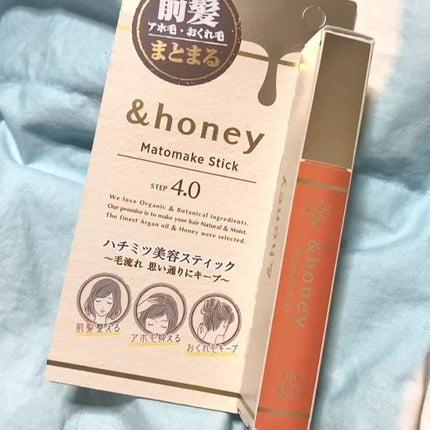 前髪
アホ毛・おくれ毛
まとまる
&honey
Matomake Stick
STEP 4.0
We love Organic & Botanical ingredients.
Our promise is to make your hair Natural & Moist.
The finest Argan oil & Honey were selected.
ハチミツ美容スティック
〜毛流れ 思い通りにキープ〜
前髪整える
アホ毛抑える
おくれ毛キープ
&honey
&honey
Matomake Stick
4.0